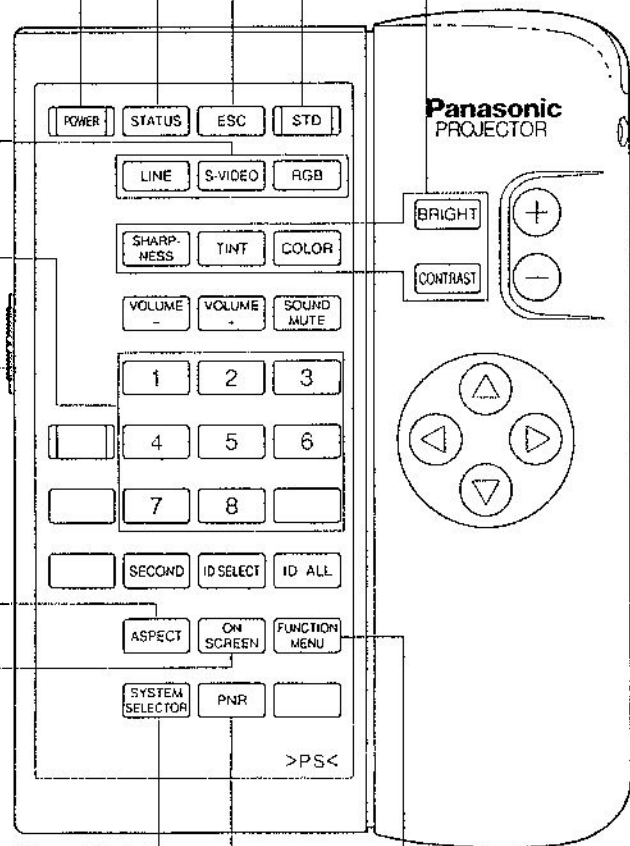 POWER STATUS ESC STD
Panasonic
PROJECTOR
LINE S-VIDEO RGB
BRIGHT +
SHARP-
NESS TINT COLOR
CONTRAST −
VOLUME
− VOLUME
+ SOUND
MUTE
1 2 3
4 5 6
7 8
SECOND ID SELECT ID ALL
ASPECT ON
SCREEN FUNCTION
MENU
SYSTEM
SELECTOR PNR
>PS<